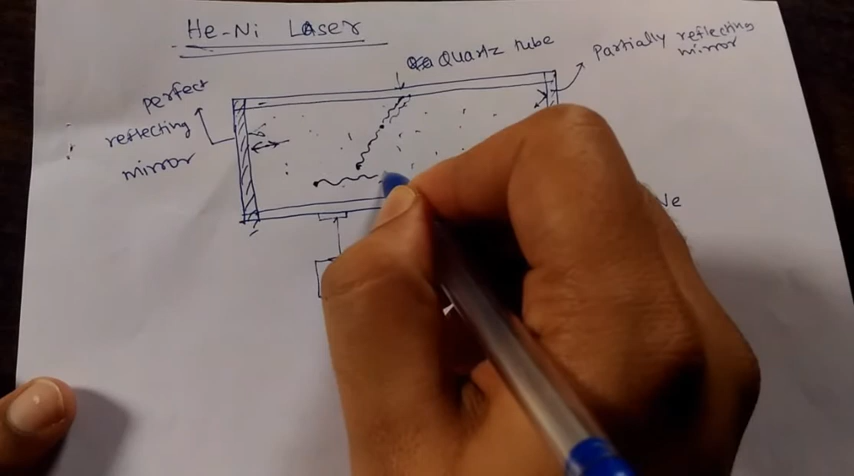 He-Ni Laser
Quartz tube
Partially reflecting
mirror
perfect
reflecting
mirror
Ne